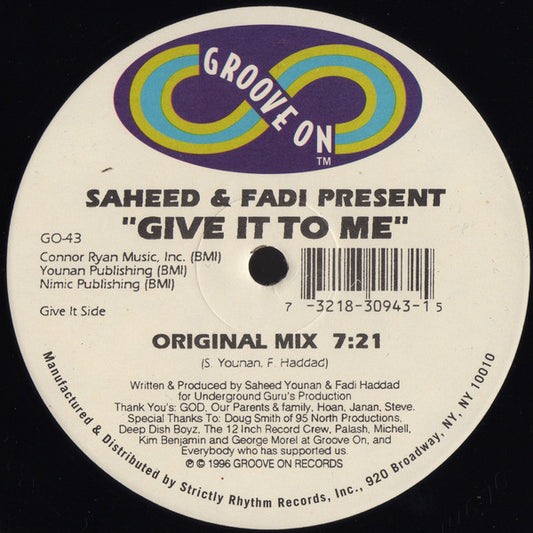 GROOVE ON
TM
SAHEED & FADI PRESENT
"GIVE IT TO ME"
GO-43
Connor Ryan Music, Inc. (BMI)
Younan Publishing (BMI)
Nimic Publishing (BMI)
7 -3218-30943-1 5
Give It Side
ORIGINAL MIX 7:21
(S. Younan, F. Haddad)
Written & Produced by Saheed Younan & Fadi Haddad
for Underground Guru's Production
Thank You's: GOD, Our Parents & family, Hoan, Janan, Steve.
Special Thanks To: Doug Smith of 95 North Productions,
Deep Dish Boyz, The 12 Inch Record Crew, Palash, Michell,
Kim Benjamin and George Morel at Groove On, and
Everybody who has supported us.
℗ © 1996 GROOVE ON RECORDS
Manufactured & Distributed by Strictly Rhythm Records, Inc., 920 Broadway, NY, NY 10010